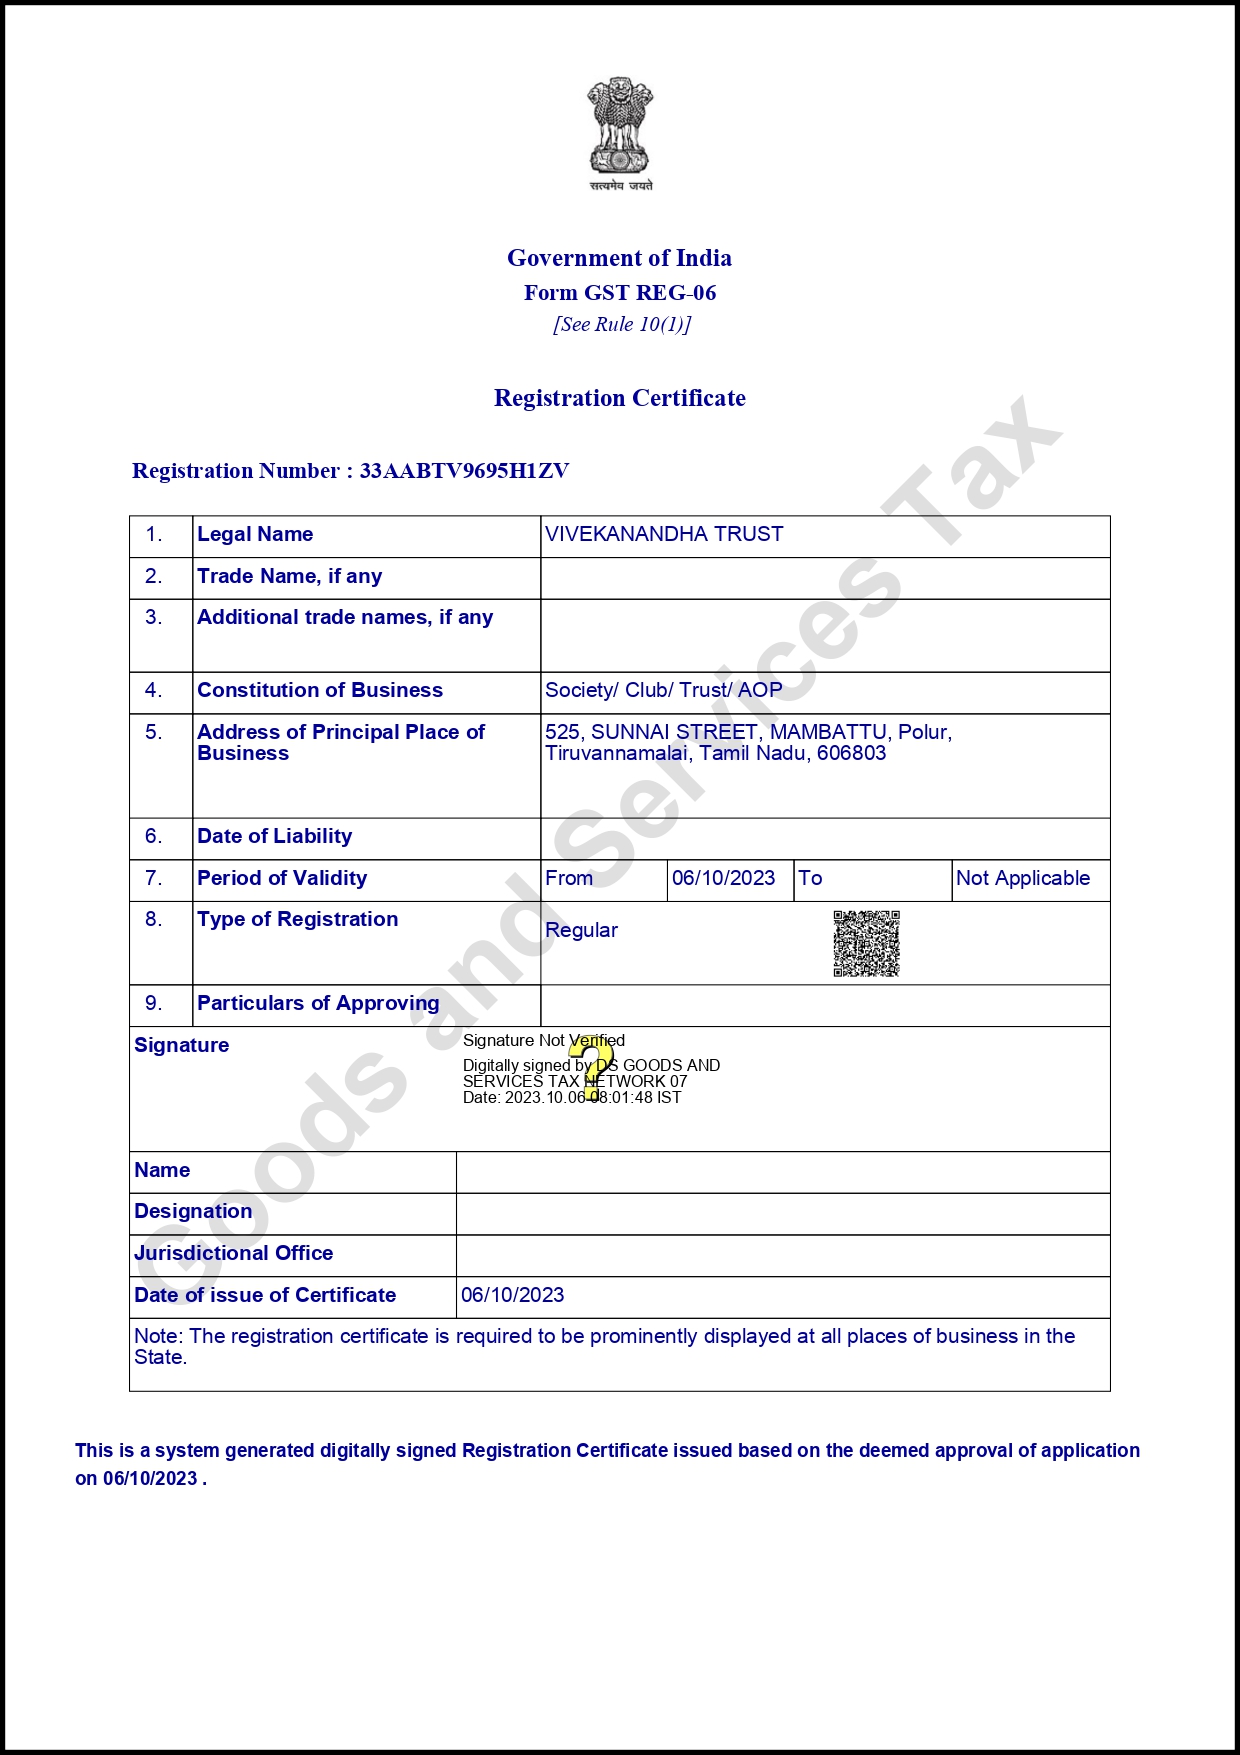 सत्यमेव जयते
Government of India
Form GST REG-06
[See Rule 10(1)]
Registration Certificate
Registration Number : 33AABTV9695H1ZV
1. Legal Name VIVEKANANDHA TRUST
2. Trade Name, if any
3. Additional trade names, if any
4. Constitution of Business Society/ Club/ Trust/ AOP
5. Address of Principal Place of 525, SUNNAI STREET, MAMBATTU, Polur,
Business Tiruvannamalai, Tamil Nadu, 606803
6. Date of Liability
7. Period of Validity From 06/10/2023 To Not Applicable
8. Type of Registration Regular
9. Particulars of Approving
Signature Signature Not Verified
Digitally signed by DS GOODS AND
SERVICES TAX NETWORK 07
Date: 2023.10.06 08:01:48 IST
Name
Designation
Jurisdictional Office
Date of issue of Certificate 06/10/2023
Note: The registration certificate is required to be prominently displayed at all places of business in the
State.
This is a system generated digitally signed Registration Certificate issued based on the deemed approval of application
on 06/10/2023 .
Goods and Services Tax